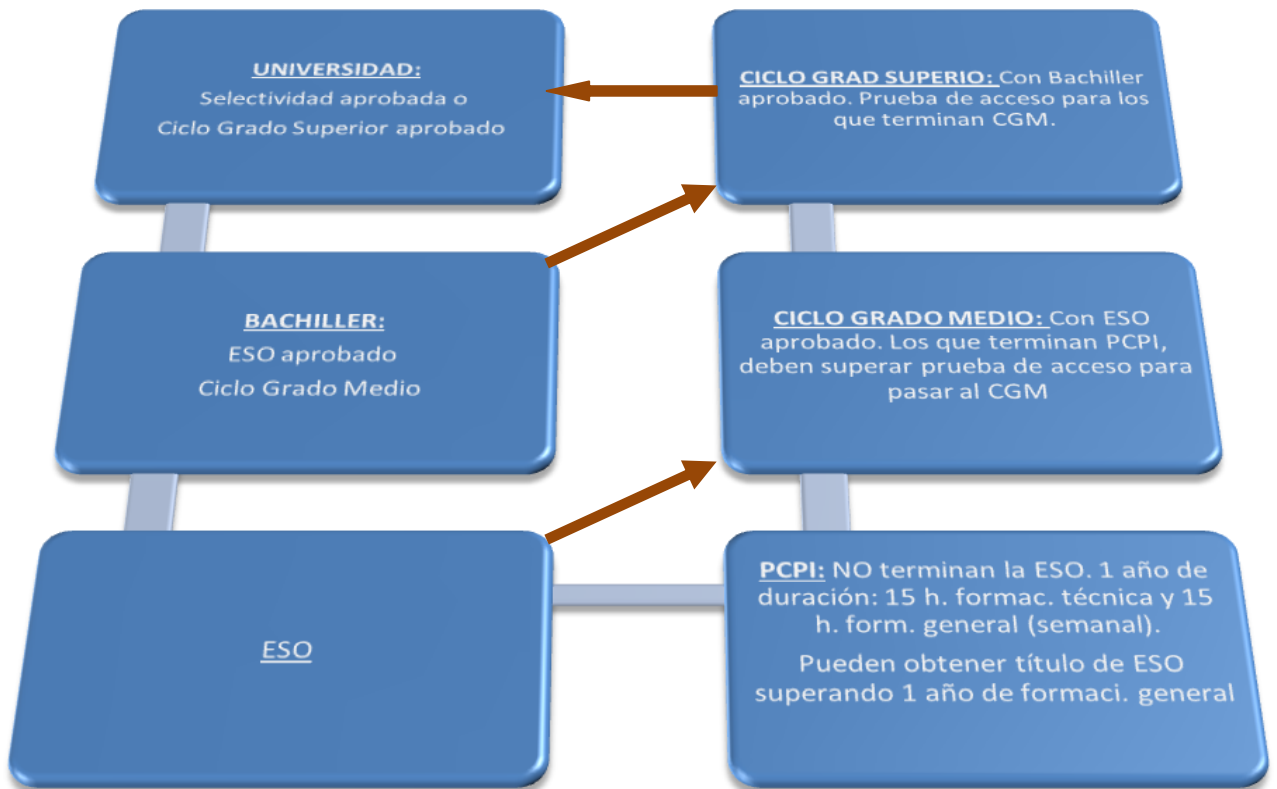 UNIVERSIDAD:
Selectividad aprobada o
Ciclo Grado Superior aprobado
CICLO GRAD SUPERIO: Con Bachiller
aprobado. Prueba de acceso para los
que terminan CGM.
BACHILLER:
ESO aprobado
Ciclo Grado Medio
CICLO GRADO MEDIO: Con ESO
aprobado. Los que terminan PCPI,
deben superar prueba de acceso para
pasar al CGM
ESO
PCPI: NO terminan la ESO. 1 año de
duración: 15 h. formac. técnica y 15
h. form. general (semanal).
Pueden obtener título de ESO
superando 1 año de formaci. general